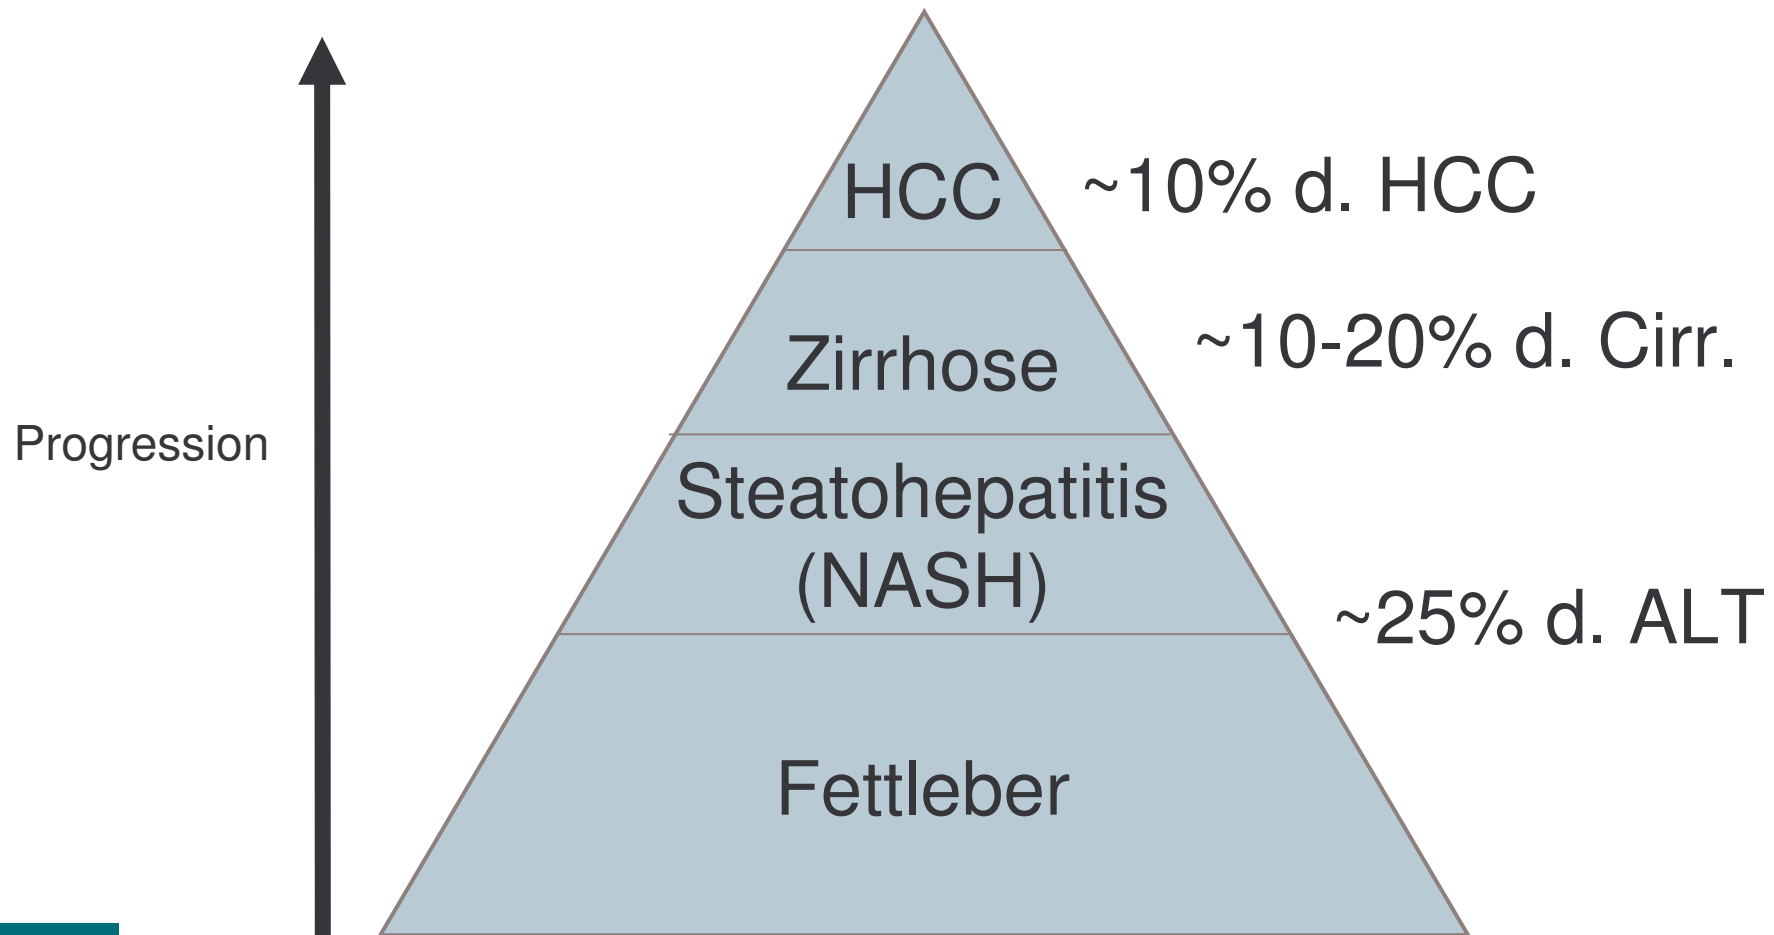 HCC
~10% d. HCC
Zirrhose
~10-20% d. Cirr.
Progression
Steatohepatitis
(NASH)
~25% d. ALT
Fettleber